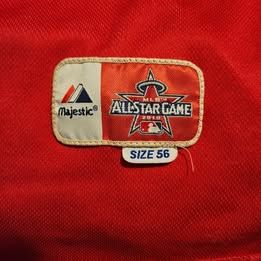 MLB
ALL-STAR GAME
2010
Majestic®
SIZE 56